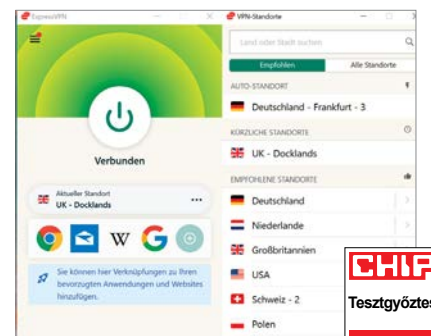 ExpressVPN
Verbunden
Aktueller Standort
UK - Docklands
W
G
Sie können hier Verknüpfungen zu Ihren
bevorzugten Anwendungen und Websites
hinzufügen.
VPN-Standorte
Land oder Stadt suchen
Empfohlen
Alle Standorte
AUTO-STANDORT
Deutschland - Frankfurt - 3
KÜRZLICHE STANDORTE
UK - Docklands
EMPFOHLENE STANDORTE
Deutschland
Niederlande
Großbritannien
USA
Schweiz - 2
Polen
CHIP